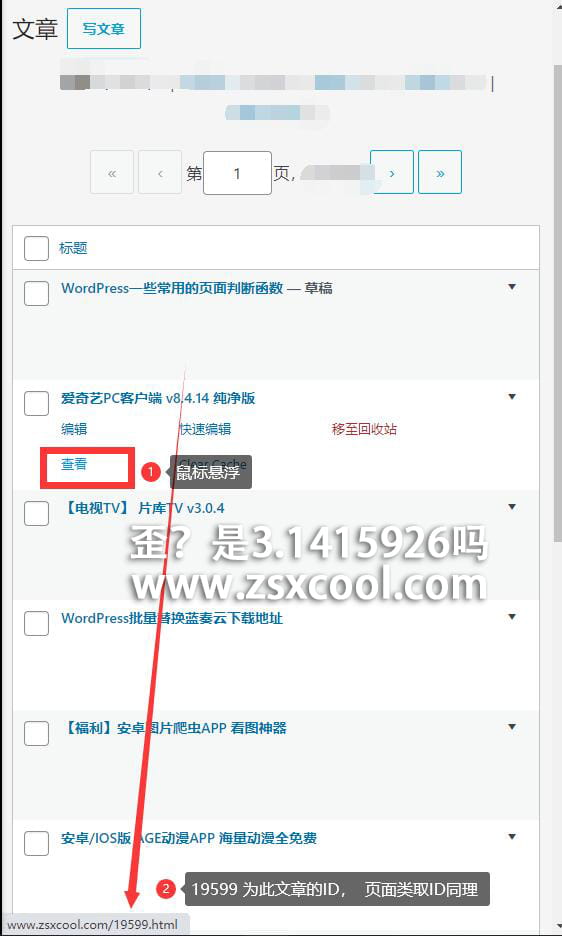 文章 写文章
« ‹ 第 1 页, › »
标题
WordPress一些常用的页面判断函数 — 草稿
爱奇艺PC客户端 v8.4.14 纯净版
编辑 快速编辑 移至回收站
查看 Clear Cache
1 鼠标悬浮
【电视TV】 片库TV v3.0.4
歪？是3.1415926吗
www.zsxcool.com
WordPress批量替换蓝奏云下载地址
【福利】安卓图片爬虫APP 看图神器
安卓/IOS版 AGE动漫APP 海量动漫全免费
2 19599 为此文章的ID， 页面类取ID同理
www.zsxcool.com/19599.html